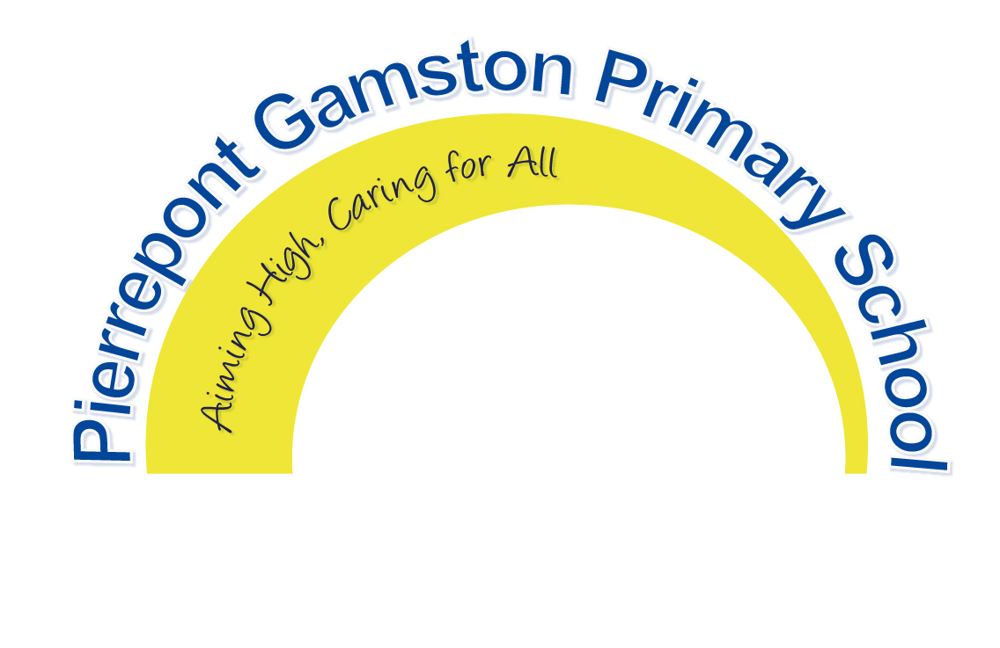 Pierrepont Gamston Primary School
Aiming High, Caring for All